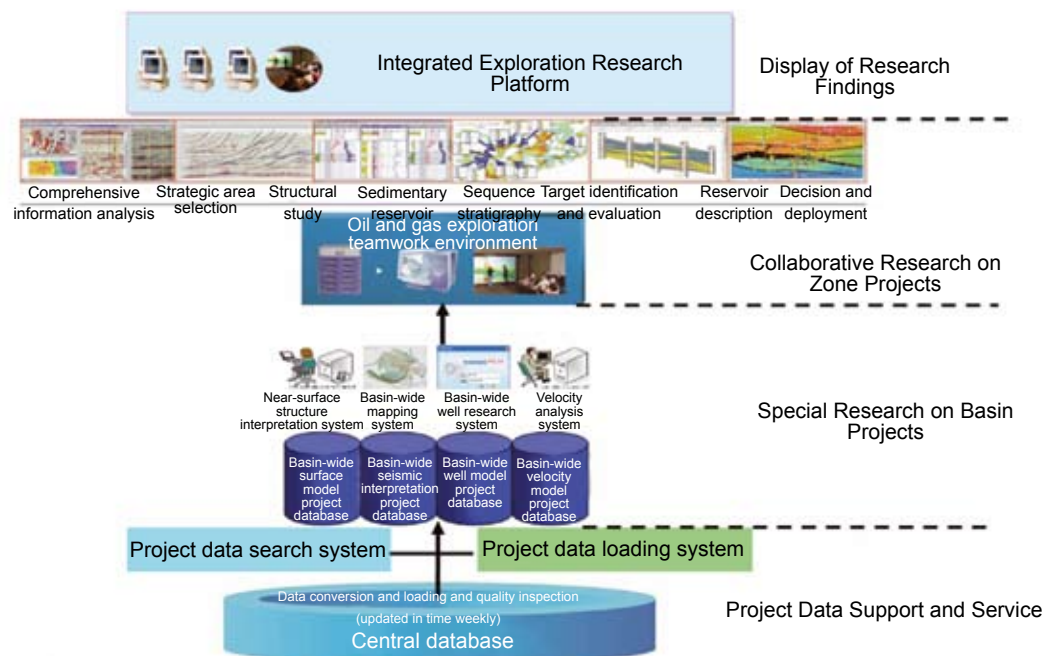 Integrated Exploration Research
Platform
Display of Research
Findings
Comprehensive
information analysis
Strategic area
selection
Structural
study
Sedimentary
reservoir
Sequence
stratigraphy
Target identification
and evaluation
Reservoir
description
Decision and
deployment
Oil and gas exploration
teamwork environment
Collaborative Research on
Zone Projects
Near-surface
structure
interpretation system
Basin-wide
mapping
system
Basin-wide
well research
system
Velocity
analysis
system
Special Research on Basin
Projects
Basin-wide
surface
model
project
database
Basin-wide
seismic
interpretation
project
database
Basin-wide
well model
project
database
Basin-wide
velocity
model
project
database
Project data search system
Project data loading system
Data conversion and loading and quality inspection
(updated in time weekly)
Central database
Project Data Support and Service